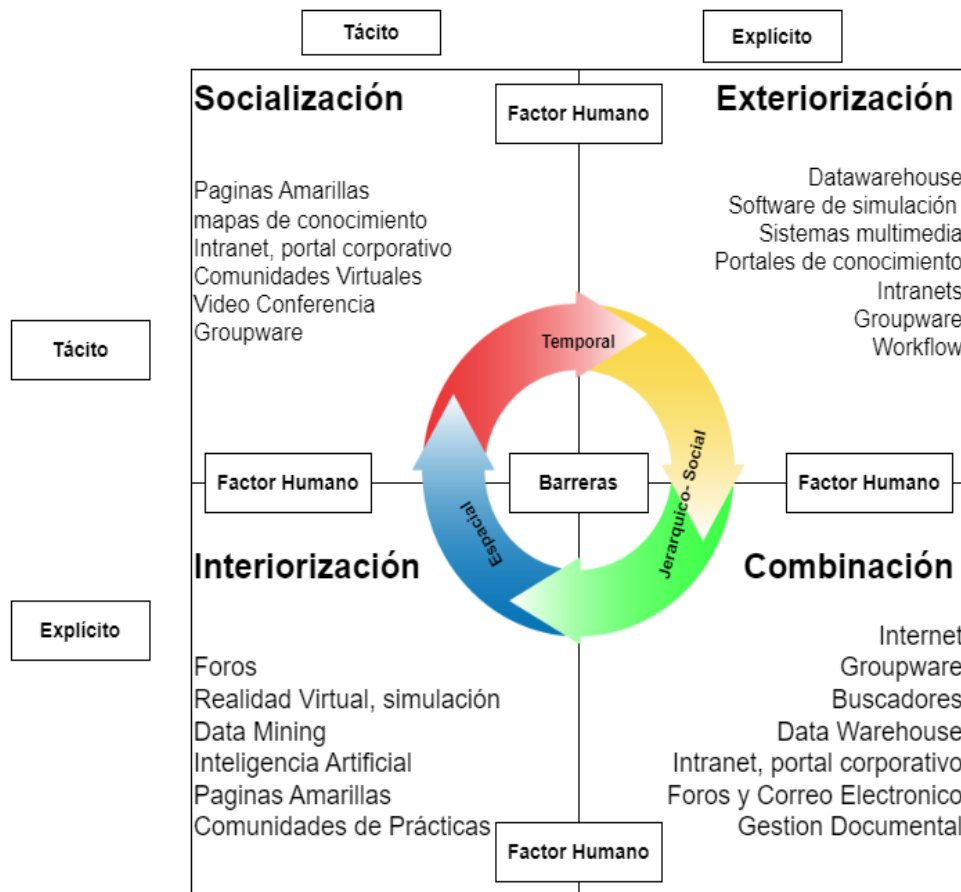 Tácito
Explícito
Socialización
Factor Humano
Exteriorización
Paginas Amarillas
mapas de conocimiento
Intranet, portal corporativo
Comunidades Virtuales
Video Conferencia
Groupware
Datawarehouse
Software de simulación
Sistemas multimedia
Portales de conocimiento
Intranets
Groupware
Workflow
Tácito
Temporal
Jerarquico- Social
Espacial
Factor Humano
Barreras
Factor Humano
Interiorización
Combinación
Explícito
Foros
Realidad Virtual, simulación
Data Mining
Inteligencia Artificial
Paginas Amarillas
Comunidades de Prácticas
Internet
Groupware
Buscadores
Data Warehouse
Intranet, portal corporativo
Foros y Correo Electronico
Gestion Documental
Factor Humano